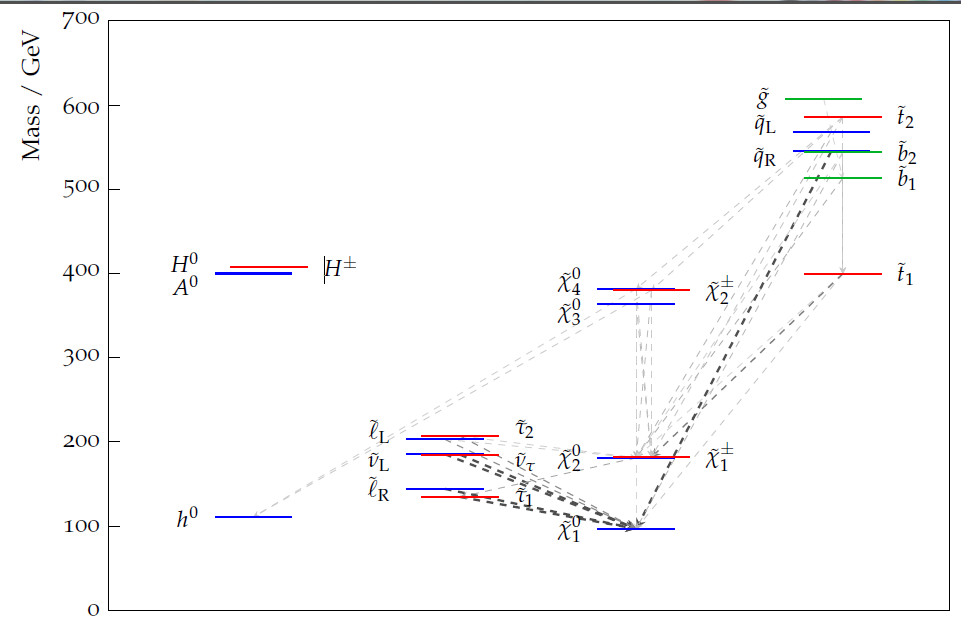 Mass / GeV
700
600
500
400
300
200
100
0
H⁰
A⁰
H±
h⁰
ℓ̃L
ν̃L
ℓ̃R
τ̃2
ν̃τ
τ̃1
χ̃⁰4
χ̃⁰3
χ̃±2
χ̃⁰2
χ̃±1
χ̃⁰1
g̃
q̃L
q̃R
t̃2
b̃2
b̃1
t̃1